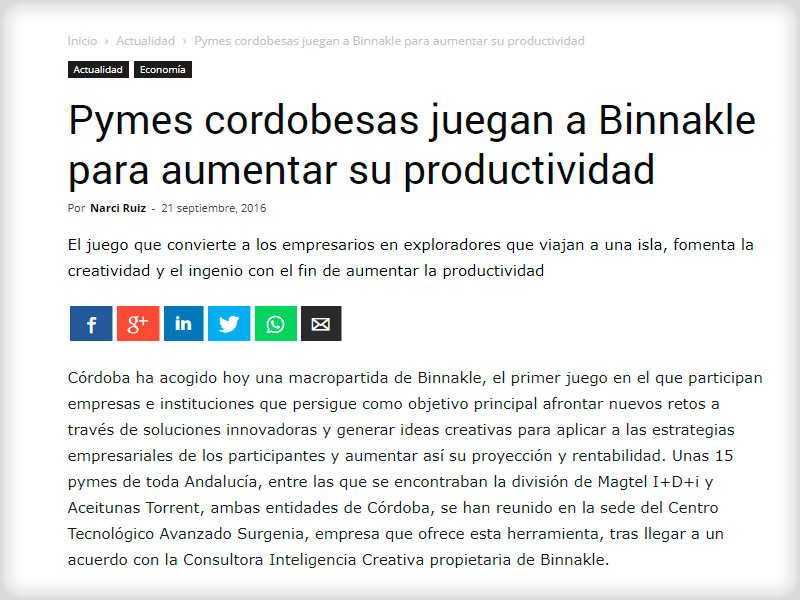 Inicio › Actualidad › Pymes cordobesas juegan a Binnakle para aumentar su productividad
Actualidad Economía
Pymes cordobesas juegan a Binnakle
para aumentar su productividad
Por Narci Ruiz - 21 septiembre, 2016
El juego que convierte a los empresarios en exploradores que viajan a una isla, fomenta la
creatividad y el ingenio con el fin de aumentar la productividad
f g+ in
Córdoba ha acogido hoy una macropartida de Binnakle, el primer juego en el que participan
empresas e instituciones que persigue como objetivo principal afrontar nuevos retos a
través de soluciones innovadoras y generar ideas creativas para aplicar a las estrategias
empresariales de los participantes y aumentar así su proyección y rentabilidad. Unas 15
pymes de toda Andalucía, entre las que se encontraban la división de Magtel I+D+i y
Aceitunas Torrent, ambas entidades de Córdoba, se han reunido en la sede del Centro
Tecnológico Avanzado Surgenia, empresa que ofrece esta herramienta, tras llegar a un
acuerdo con la Consultora Inteligencia Creativa propietaria de Binnakle.